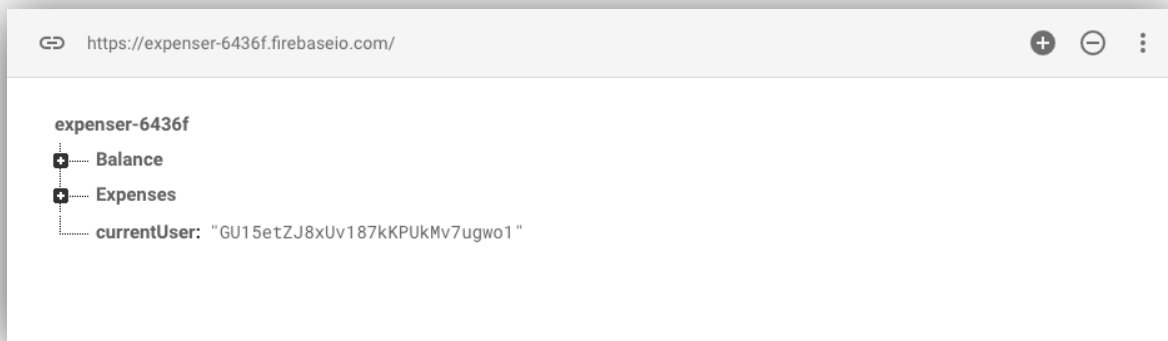 https://expenser-6436f.firebaseio.com/
expenser-6436f
Balance
Expenses
currentUser: "GU15etZJ8xUv187kKPUkMv7ugwo1"